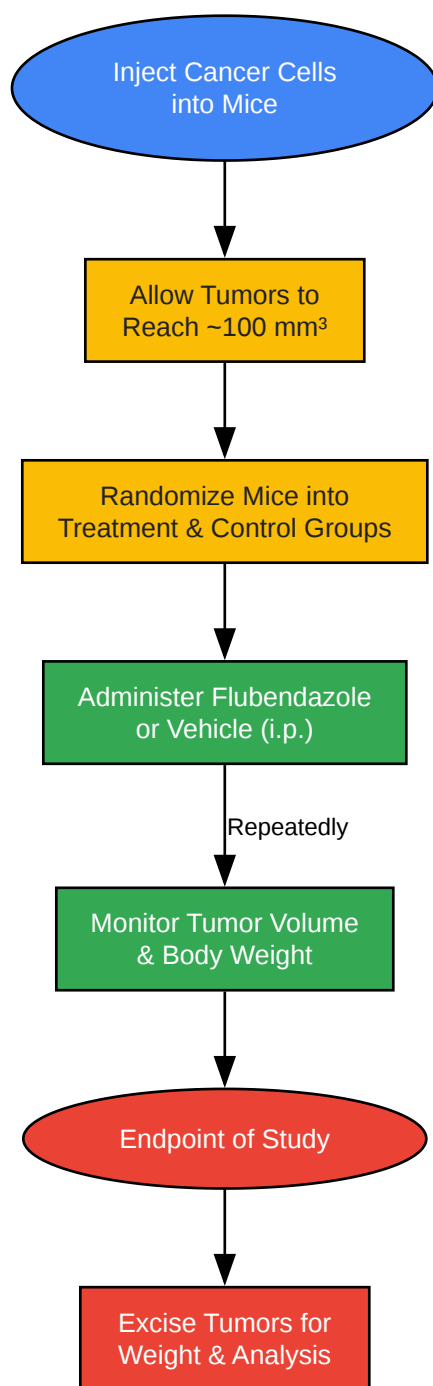 Inject Cancer Cells
into Mice
Allow Tumors to
Reach ~100 mm³
Randomize Mice into
Treatment & Control Groups
Administer Flubendazole
or Vehicle (i.p.)
Repeatedly
Monitor Tumor Volume
& Body Weight
Endpoint of Study
Excise Tumors for
Weight & Analysis